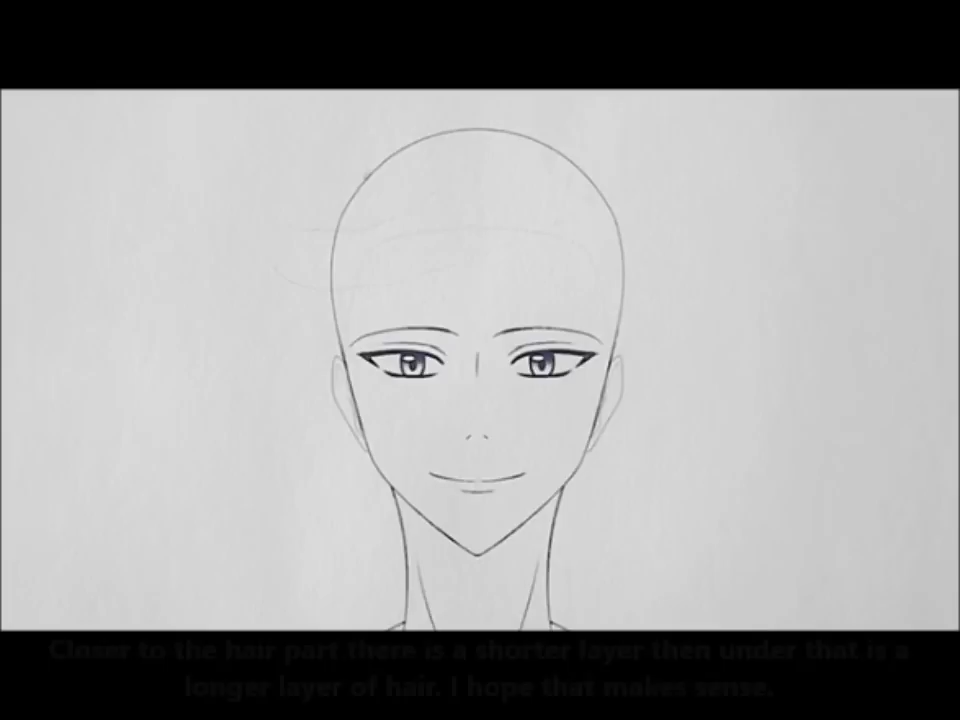 Closer to the hair part there is a shorter layer then under that is a
longer layer of hair. I hope that makes sense.